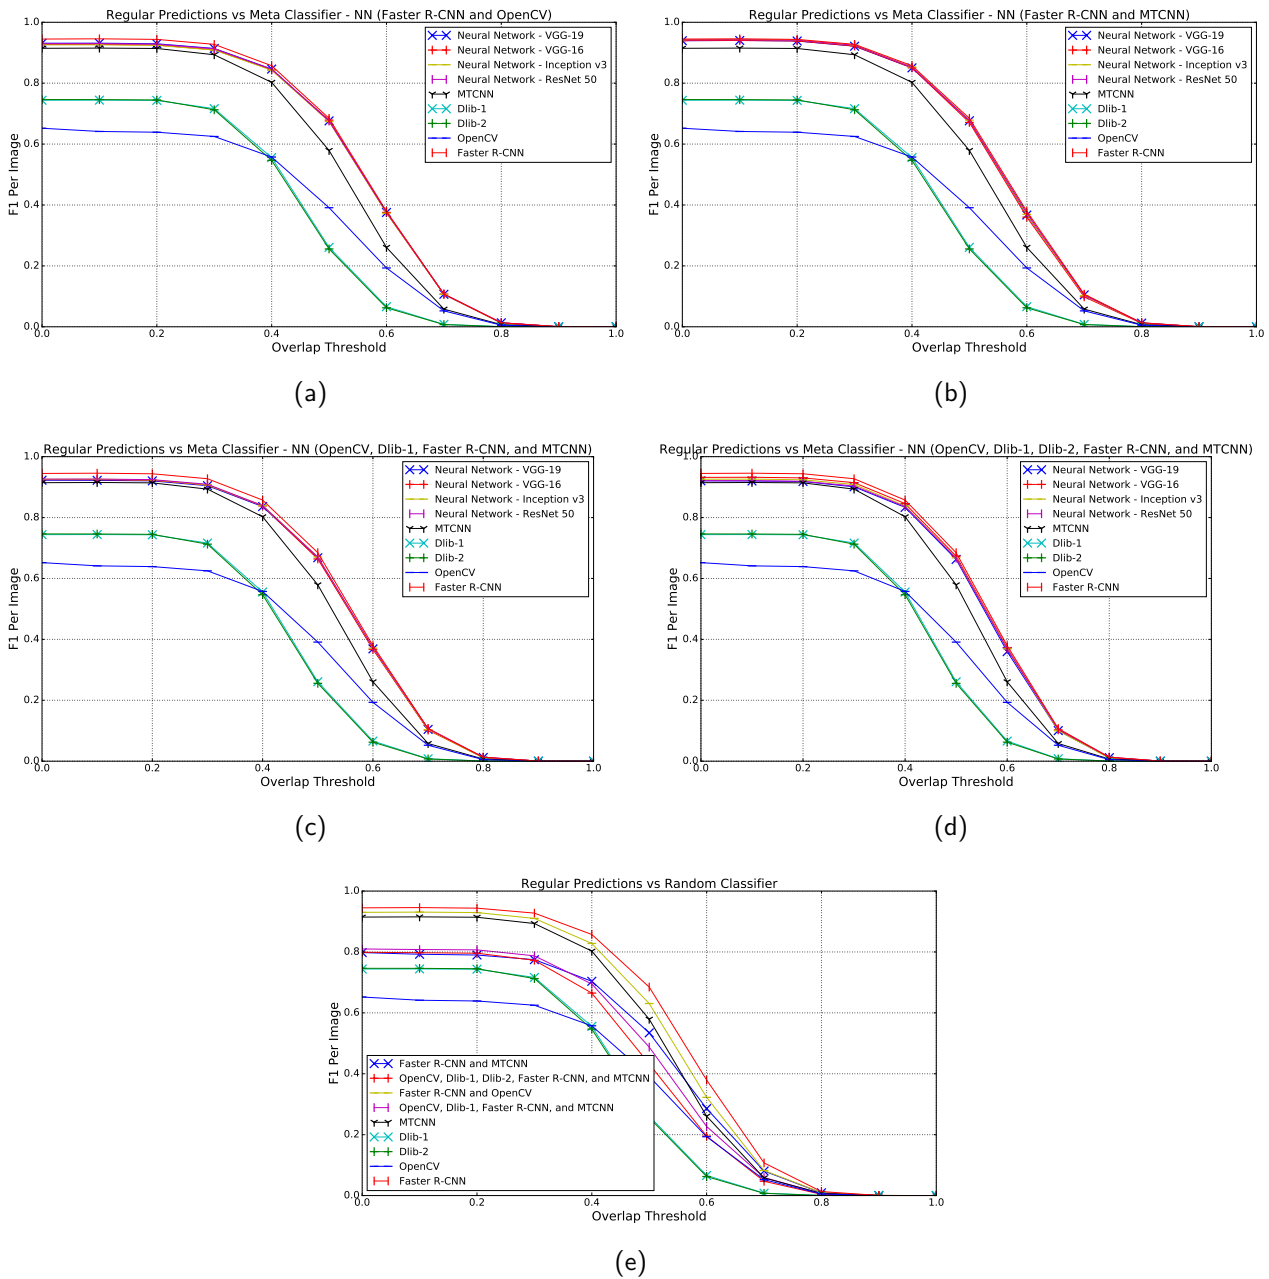 Regular Predictions vs Meta Classifier - NN (Faster R-CNN and OpenCV)
1.0
0.8
0.6
0.4
0.2
0.0
F1 Per Image
Neural Network - VGG-19
Neural Network - VGG-16
Neural Network - Inception v3
Neural Network - ResNet 50
MTCNN
Dlib-1
Dlib-2
OpenCV
Faster R-CNN
0.0 0.2 0.4 0.6 0.8 1.0
Overlap Threshold
(a)
Regular Predictions vs Meta Classifier - NN (Faster R-CNN and MTCNN)
1.0
0.8
0.6
0.4
0.2
0.0
F1 Per Image
Neural Network - VGG-19
Neural Network - VGG-16
Neural Network - Inception v3
Neural Network - ResNet 50
MTCNN
Dlib-1
Dlib-2
OpenCV
Faster R-CNN
0.0 0.2 0.4 0.6 0.8 1.0
Overlap Threshold
(b)
Regular Predictions vs Meta Classifier - NN (OpenCV, Dlib-1, Faster R-CNN, and MTCNN)
1.0
0.8
0.6
0.4
0.2
0.0
F1 Per Image
Neural Network - VGG-19
Neural Network - VGG-16
Neural Network - Inception v3
Neural Network - ResNet 50
MTCNN
Dlib-1
Dlib-2
OpenCV
Faster R-CNN
0.0 0.2 0.4 0.6 0.8 1.0
Overlap Threshold
(c)
Regular Predictions vs Meta Classifier - NN (OpenCV, Dlib-1, Dlib-2, Faster R-CNN, and MTCNN)
1.0
0.8
0.6
0.4
0.2
0.0
F1 Per Image
Neural Network - VGG-19
Neural Network - VGG-16
Neural Network - Inception v3
Neural Network - ResNet 50
MTCNN
Dlib-1
Dlib-2
OpenCV
Faster R-CNN
0.0 0.2 0.4 0.6 0.8 1.0
Overlap Threshold
(d)
Regular Predictions vs Random Classifier
1.0
0.8
0.6
0.4
0.2
0.0
F1 Per Image
Faster R-CNN and MTCNN
OpenCV, Dlib-1, Dlib-2, Faster R-CNN, and MTCNN
Faster R-CNN and OpenCV
OpenCV, Dlib-1, Faster R-CNN, and MTCNN
MTCNN
Dlib-1
Dlib-2
OpenCV
Faster R-CNN
0.0 0.2 0.4 0.6 0.8 1.0
Overlap Threshold
(e)